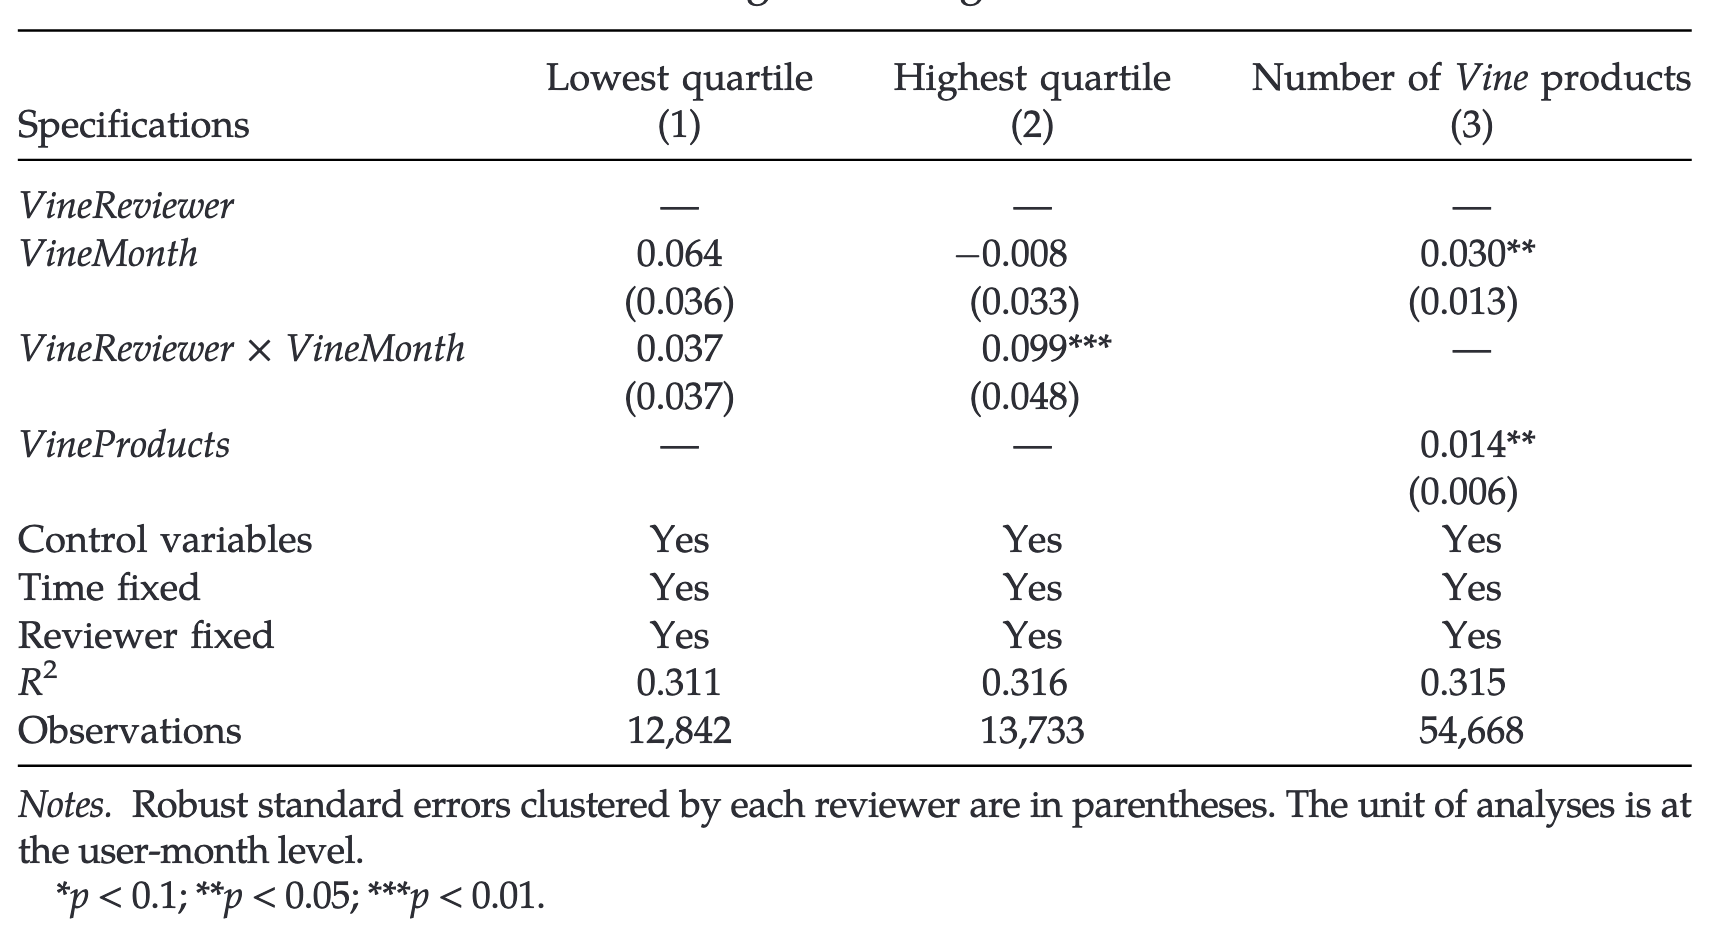 Lowest quartile Highest quartile Number of Vine products
Specifications (1) (2) (3)
VineReviewer — — —
VineMonth 0.064 −0.008 0.030**
(0.036) (0.033) (0.013)
VineReviewer × VineMonth 0.037 0.099*** —
(0.037) (0.048)
VineProducts — — 0.014**
(0.006)
Control variables Yes Yes Yes
Time fixed Yes Yes Yes
Reviewer fixed Yes Yes Yes
R² 0.311 0.316 0.315
Observations 12,842 13,733 54,668
Notes. Robust standard errors clustered by each reviewer are in parentheses. The unit of analyses is at
the user-month level.
*p < 0.1; **p < 0.05; ***p < 0.01.